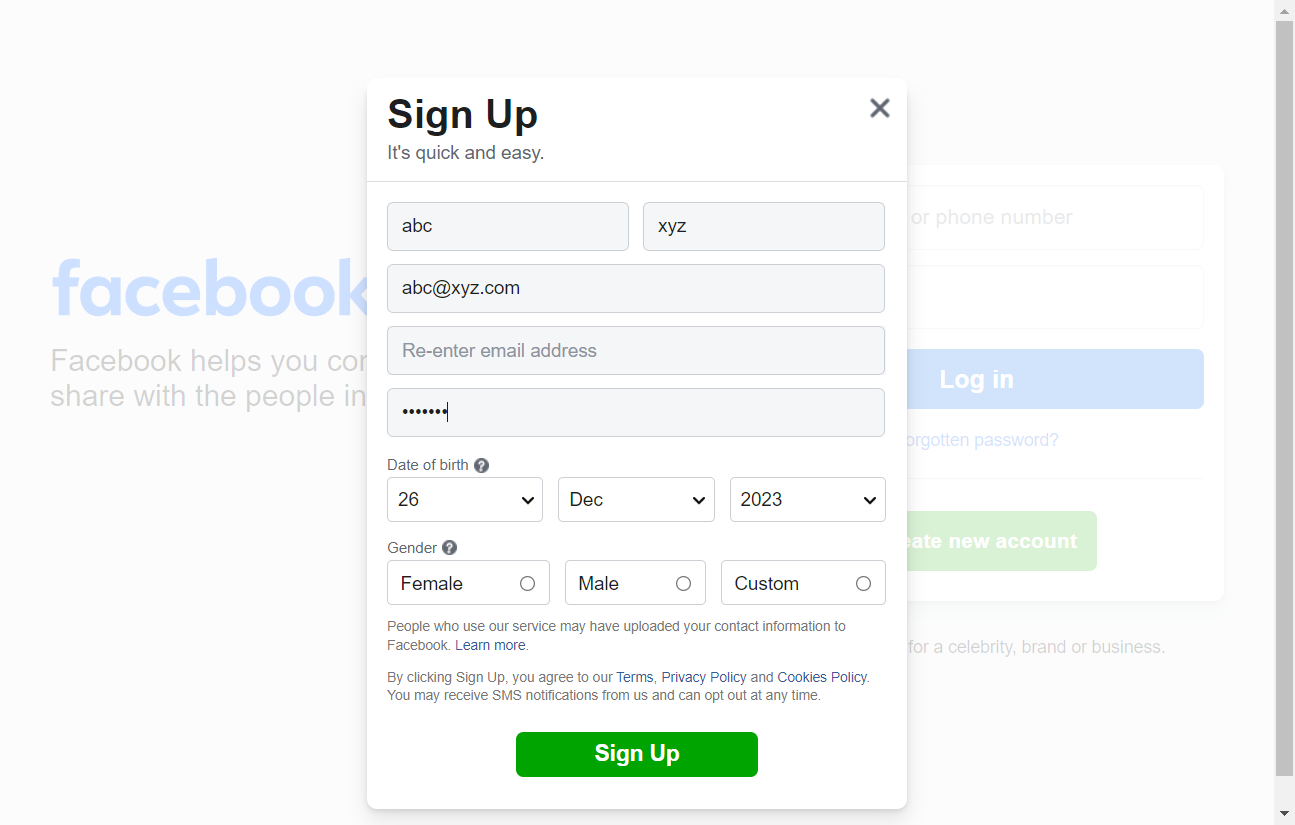 Sign Up
It's quick and easy.
abc
xyz
abc@xyz.com
Re-enter email address
•••••••
Date of birth ?
26
Dec
2023
Gender ?
Female
Male
Custom
People who use our service may have uploaded your contact information to
Facebook. Learn more.
By clicking Sign Up, you agree to our Terms, Privacy Policy and Cookies Policy.
You may receive SMS notifications from us and can opt out at any time.
Sign Up
facebook
Facebook helps you
share with the people in
or phone number
Log in
password?
new account
for a celebrity, brand or business.